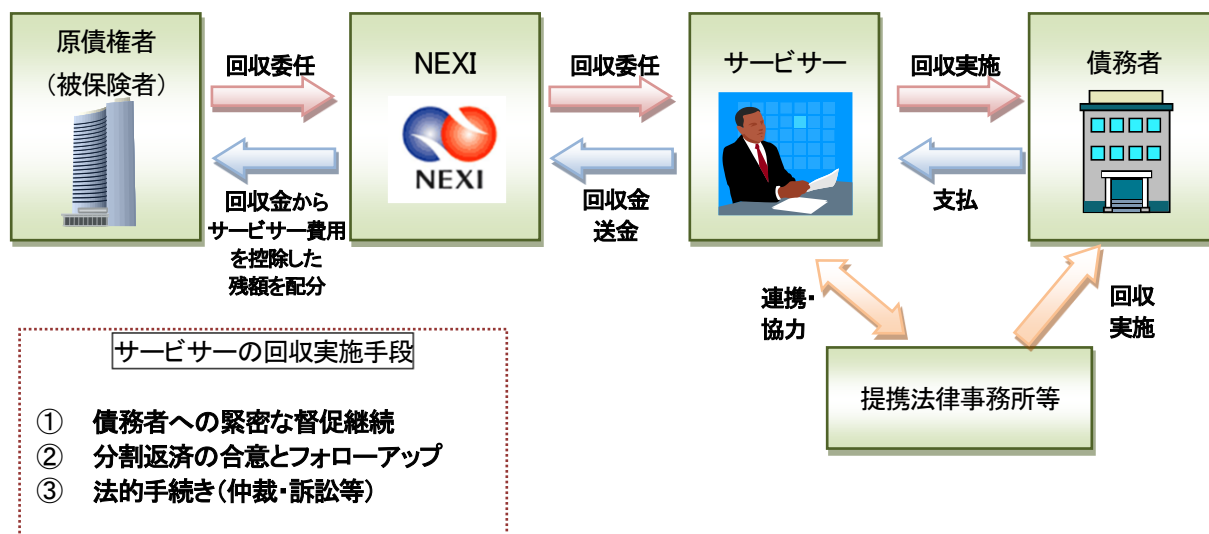 原債権者
(被保険者)
回収委任
回収金から
サービサー費用
を控除した
残額を配分
NEXI
NEXI
回収委任
回収金
送金
サービサー
回収実施
支払
債務者
連携・
協力
回収
実施
提携法律事務所等
サービサーの回収実施手段
① 債務者への緊密な督促継続
② 分割返済の合意とフォローアップ
③ 法的手続き(仲裁・訴訟等)